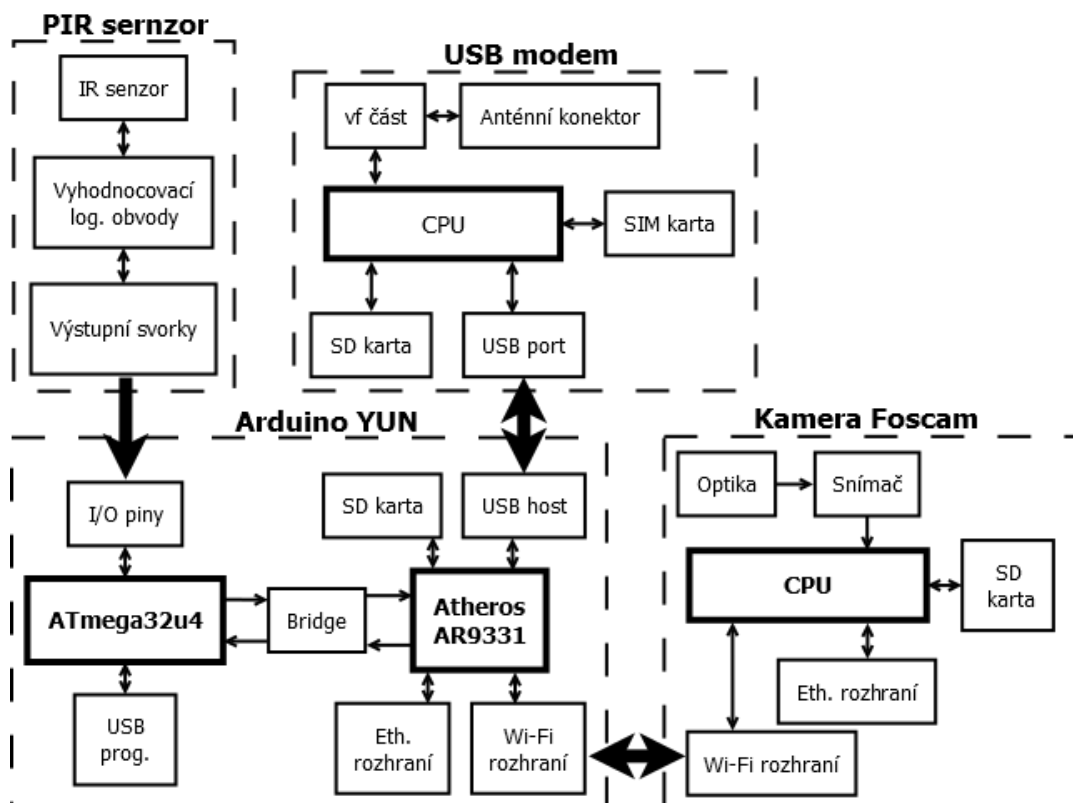 PIR sernzor
IR senzor
Vyhodnocovací
log. obvody
Výstupní svorky
USB modem
vf část
Anténní konektor
CPU
SIM karta
SD karta
USB port
Arduino YUN
I/O piny
SD karta
USB host
ATmega32u4
Bridge
Atheros
AR9331
USB
prog.
Eth.
rozhraní
Wi-Fi
rozhraní
Kamera Foscam
Optika
Snímač
CPU
SD
karta
Eth. rozhraní
Wi-Fi rozhraní